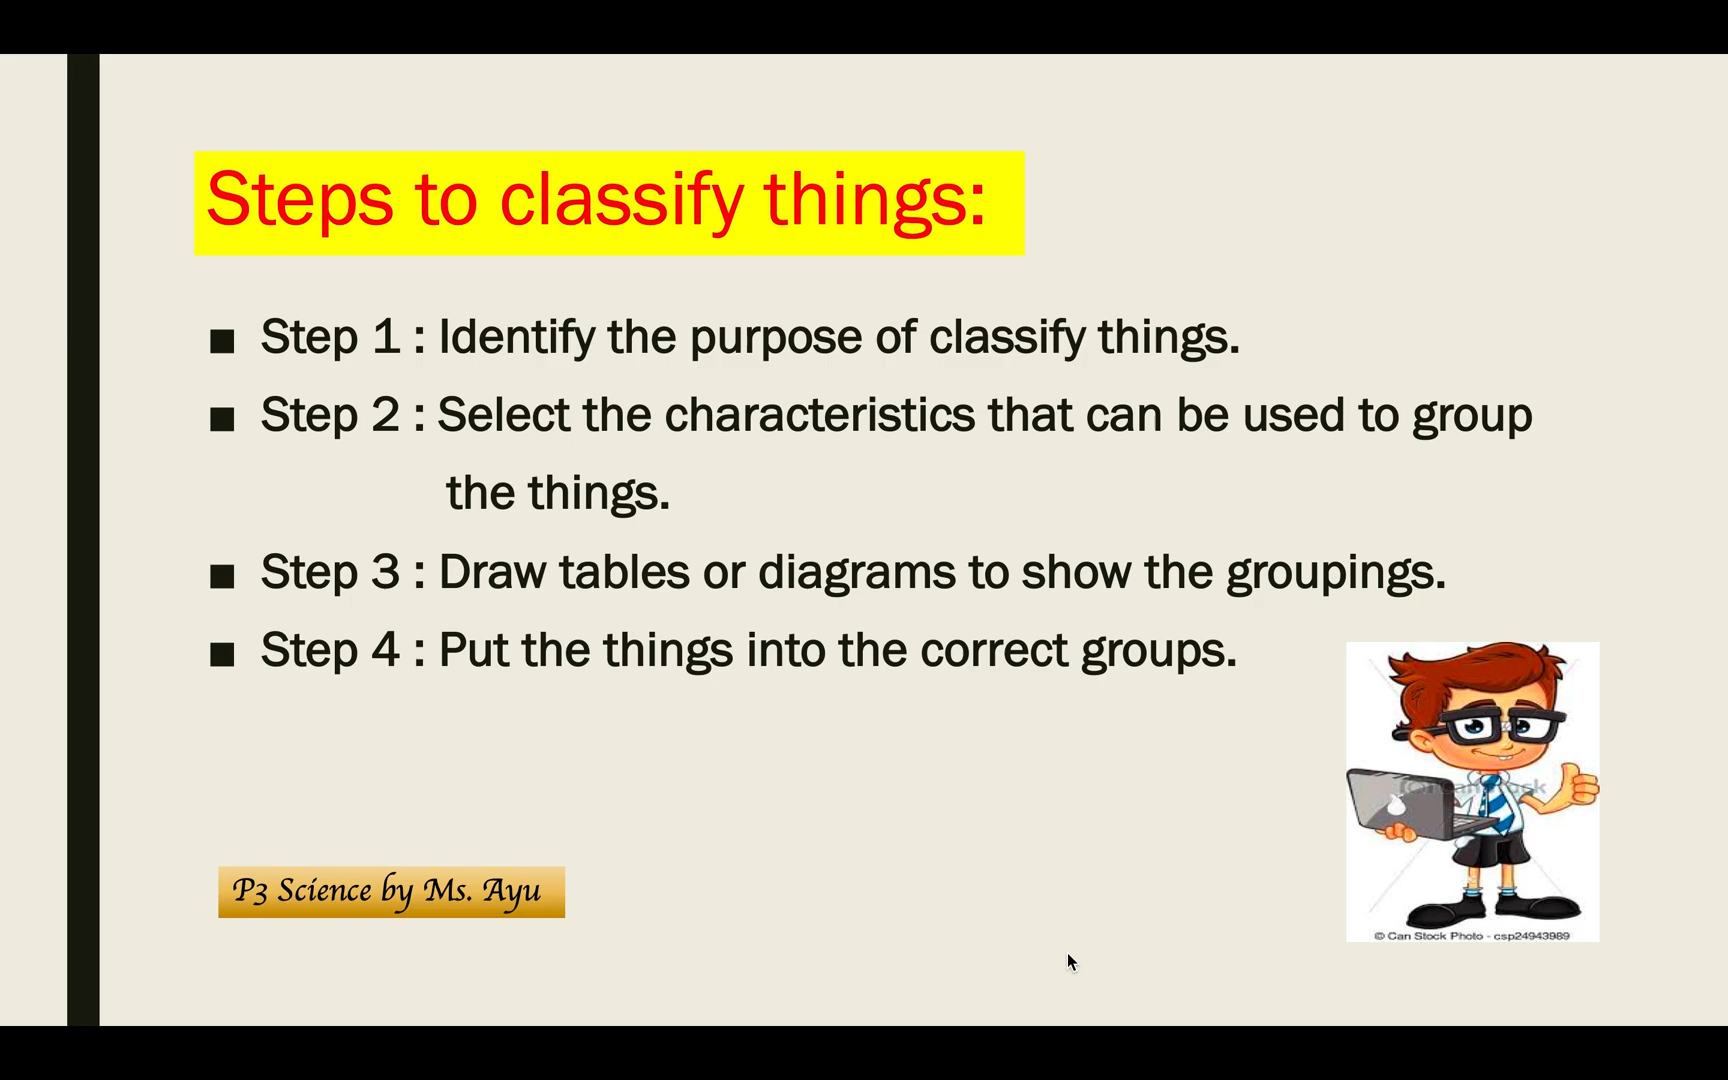 Steps to classify things:
■ Step 1 : Identify the purpose of classify things.
■ Step 2 : Select the characteristics that can be used to group
the things.
■ Step 3 : Draw tables or diagrams to show the groupings.
■ Step 4 : Put the things into the correct groups.
© CanStock
P3 Science by Ms. Ayu
© Can Stock Photo - csp24943989